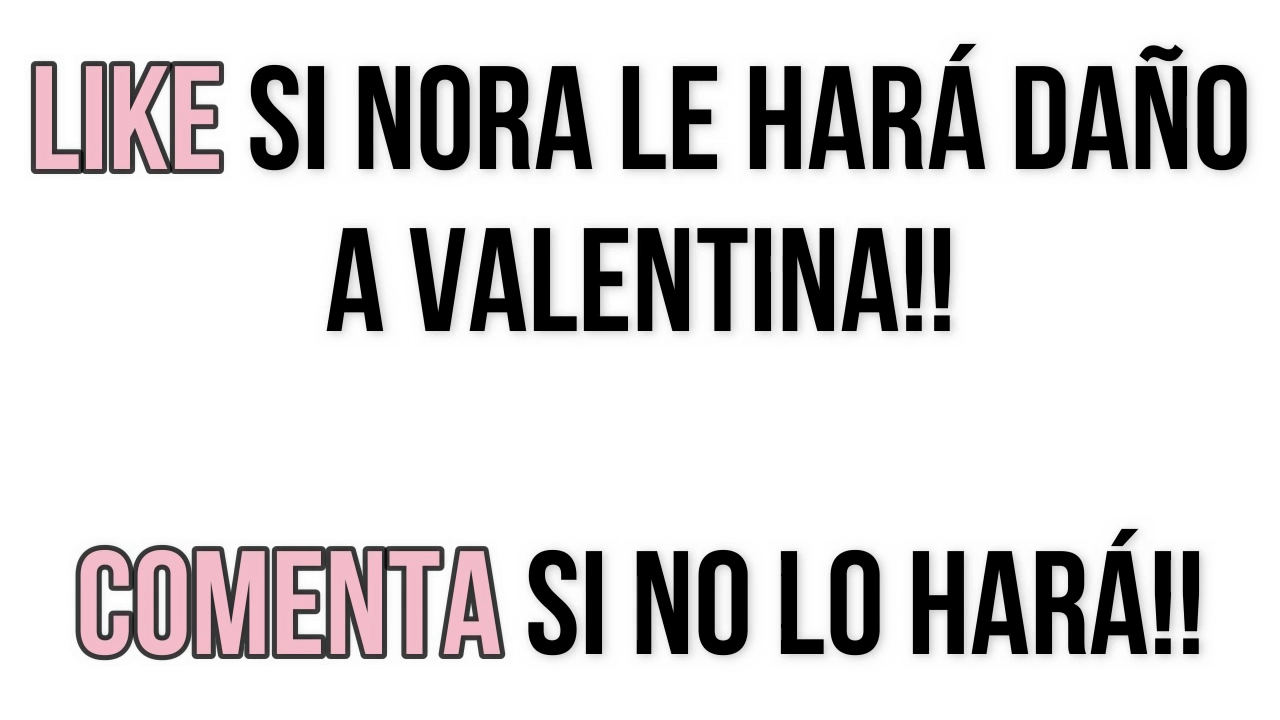 LIKE SI NORA LE HARÁ DAÑO
A VALENTINA!!
COMENTA SI NO LO HARÁ!!